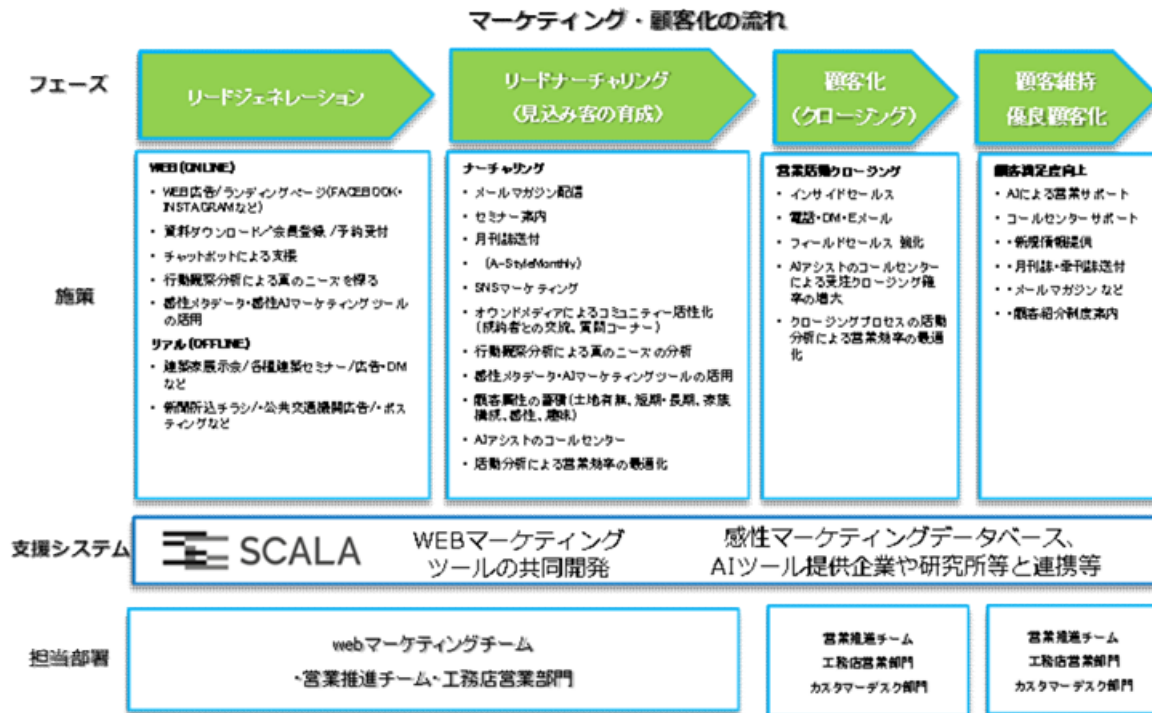 マーケティング・顧客化の流れ
フェーズ
リードジェネレーション
リードナーチャリング
(見込み客の育成)
顧客化
(クロージング)
顧客維持
優良顧客化
施策
WEB(ONLINE)
・ WEB広告/ランディングページ(FACEBOOK・
INSTAGRAMなど)
・ 資料ダウンロード/会員登録/予約受付
・ チャットボットによる支援
・ 行動観察分析による真のニーズを探る
・ 感性メタデータ・感性AIマーケティングツール
の活用
リアル(OFFLINE)
・ 建築家展示会/各種建築セミナー/広告・DM
など
・ 新聞折込チラシ/・公共交通機関広告/・ポス
ティングなど
ナーチャリング
・ メールマガジン配信
・ セミナー案内
・ 月刊誌送付
・ (A-StyleMonthly)
・ SNSマーケティング
・ オウンドメディアによるコミュニティー活性化
(成約者との交流、質問コーナー)
・ 行動観察分析による真のニーズの分析
・ 感性メタデータ・AIマーケティングツールの活用
・ 顧客属性の蓄積(土地有無、短期・長期、家族
構成、感性、趣味)
・ AIアシストのコールセンター
・ 活動分析による営業効率の最適化
営業活動クロージング
・ インサイドセールス
・ 電話・DM・Eメール
・ フィールドセールス 強化
・ AIアシストのコールセンター
による受注クロージング確
率の増大
・ クロージングプロセスの活動
分析による営業効率の最適
化
顧客満足度向上
・ AIによる営業サポート
・ コールセンターサポート
・ ・新規情報提供
・ ・月刊誌・季刊誌送付
・ ・メールマガジン など
・ ・顧客紹介制度案内
支援システム
SCALA
WEBマーケティング
ツールの共同開発
感性マーケティングデータベース、
AIツール提供企業や研究所等と連携等
担当部署
webマーケティングチーム
・営業推進チーム・工務店営業部門
営業推進チーム
工務店営業部門
カスタマーデスク部門
営業推進チーム
工務店営業部門
カスタマーデスク部門